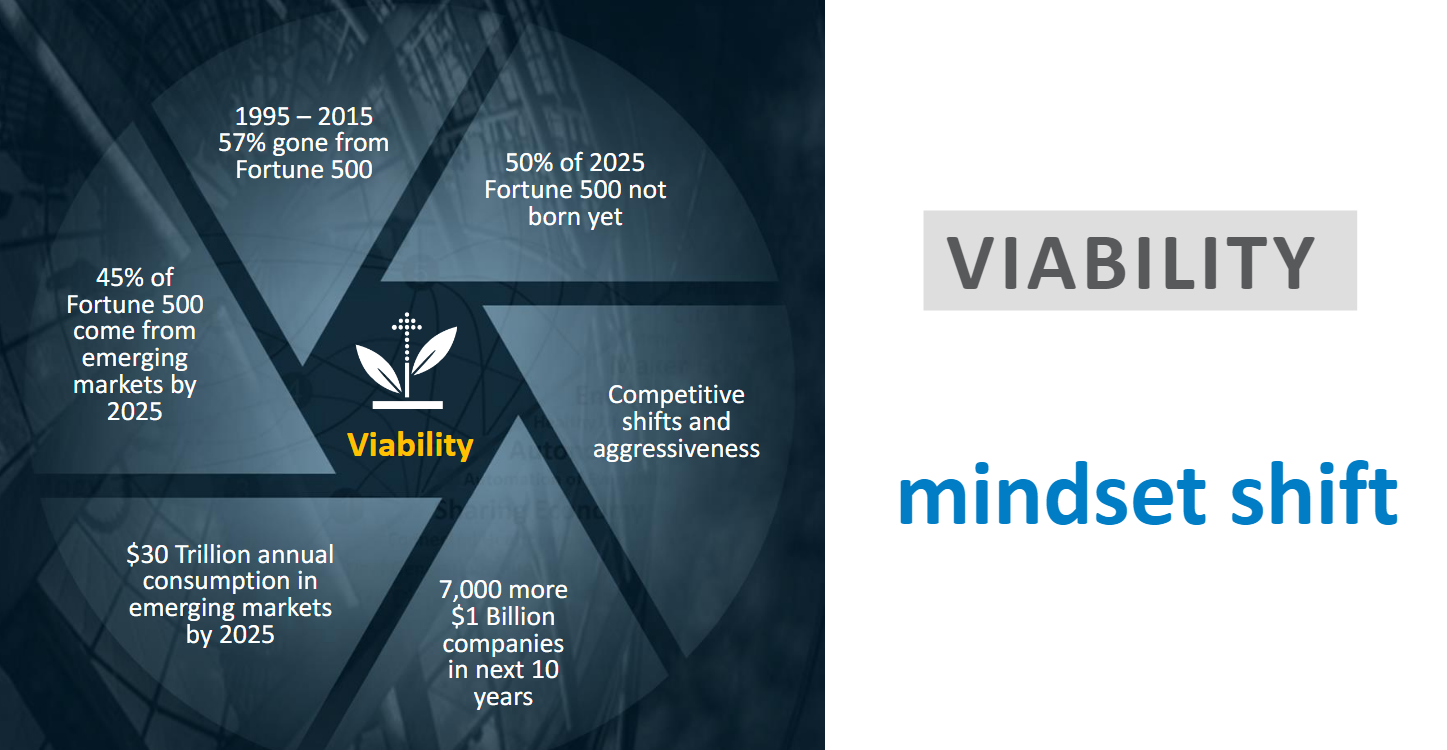 1995 – 2015
57% gone from
Fortune 500
50% of 2025
Fortune 500 not
born yet
45% of
Fortune 500
come from
emerging
markets by
2025
Competitive
shifts and
aggressiveness
Viability
$30 Trillion annual
consumption in
emerging markets
by 2025
7,000 more
$1 Billion
companies
in next 10
years
VIABILITY
mindset shift